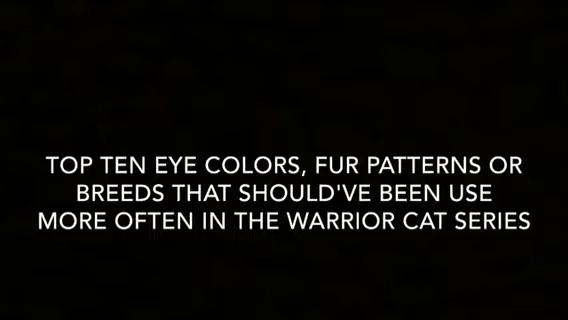 TOP TEN EYE COLORS, FUR PATTERNS OR
BREEDS THAT SHOULD'VE BEEN USE
MORE OFTEN IN THE WARRIOR CAT SERIES